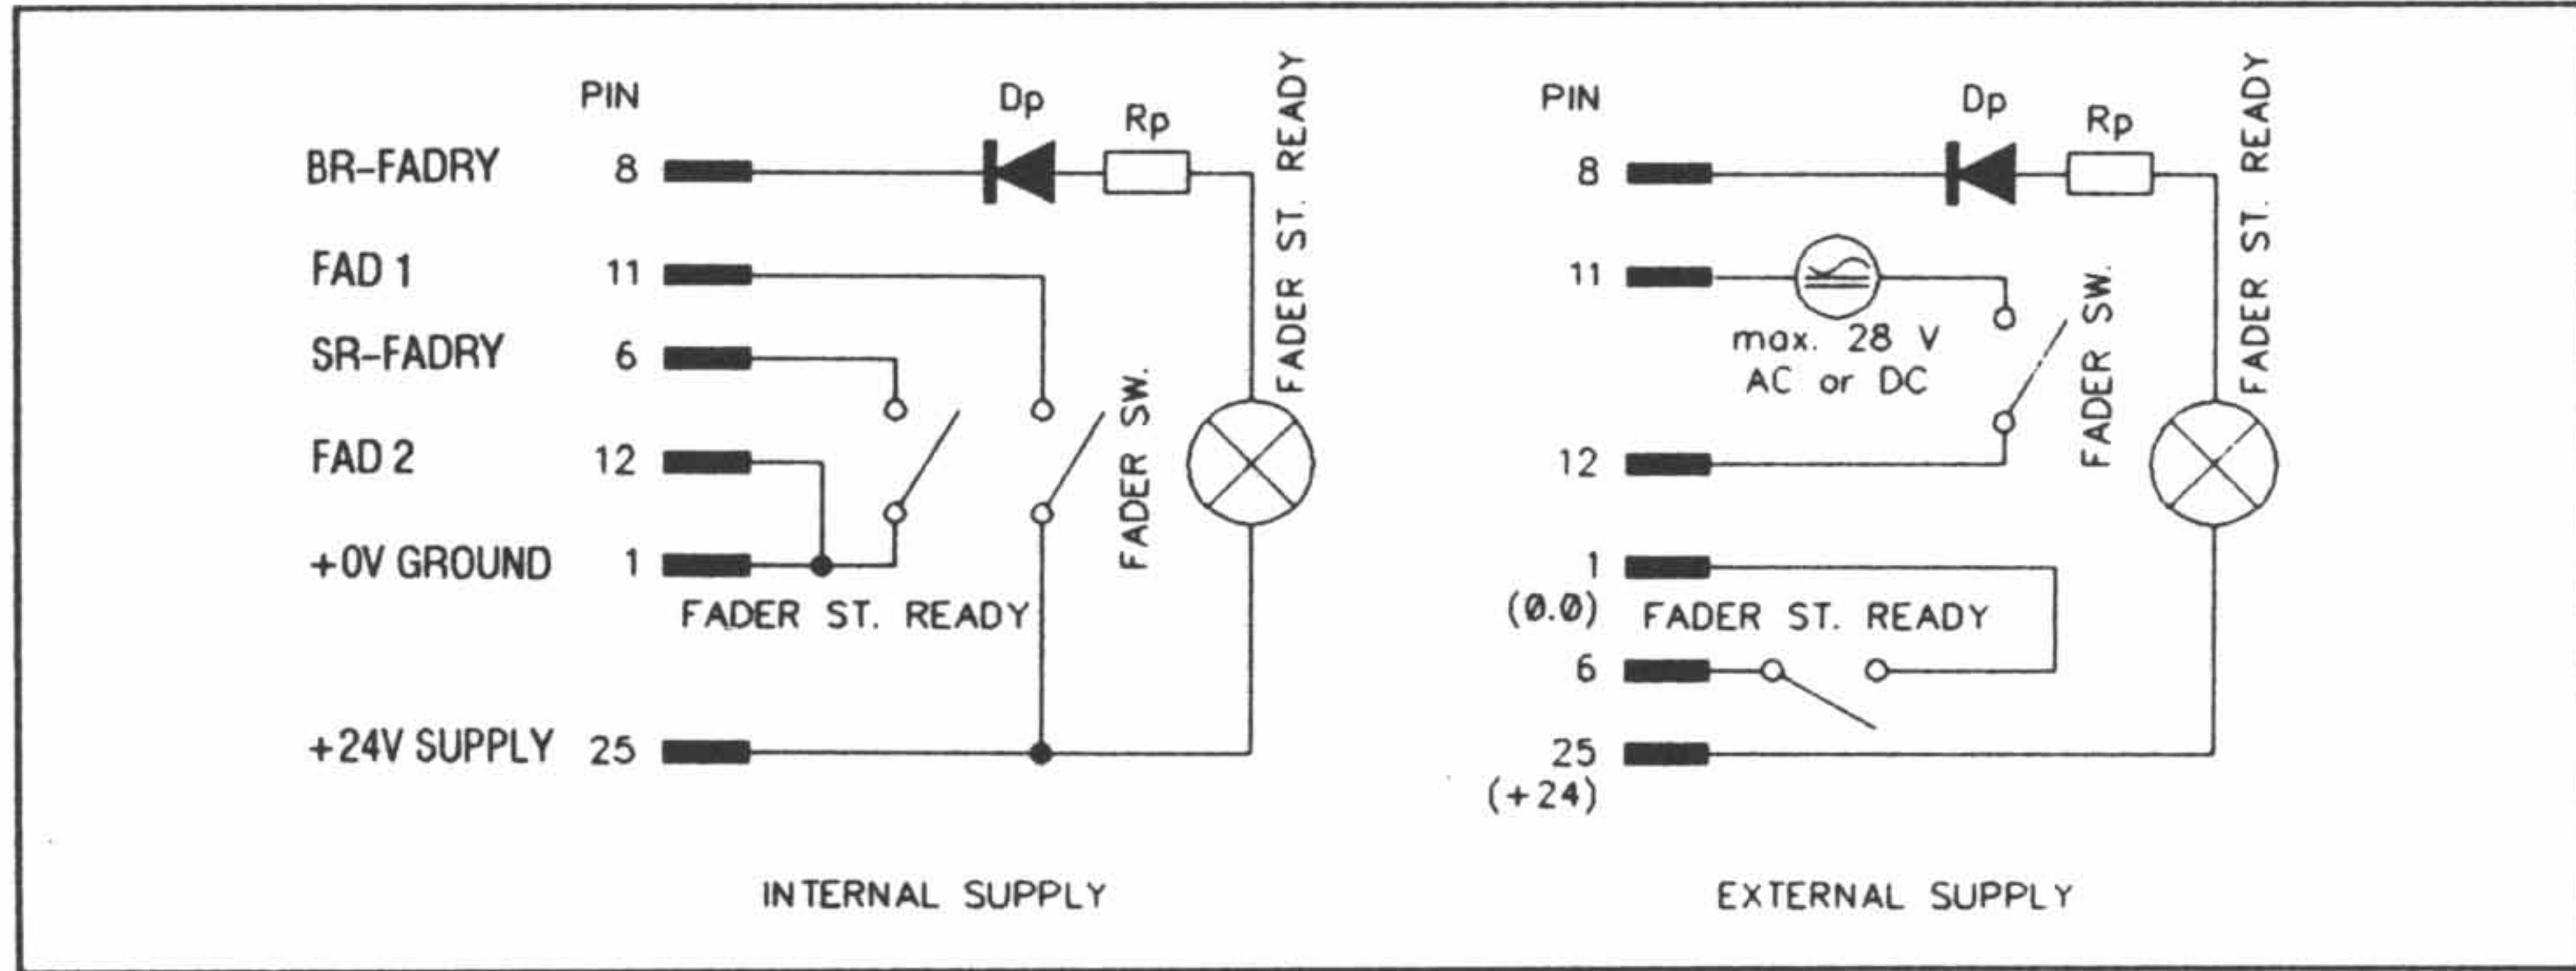 PIN
Dp
Rp
FADER ST. READY
BR-FADRY 8
FAD 1 11
SR-FADRY 6
FAD 2 12
+0V GROUND 1
FADER SW.
FADER ST. READY
+24V SUPPLY 25
INTERNAL SUPPLY
PIN
Dp
Rp
FADER ST. READY
8
11
max. 28 V
AC or DC
FADER SW.
12
1
(0.0) FADER ST. READY
6
25
(+24)
EXTERNAL SUPPLY